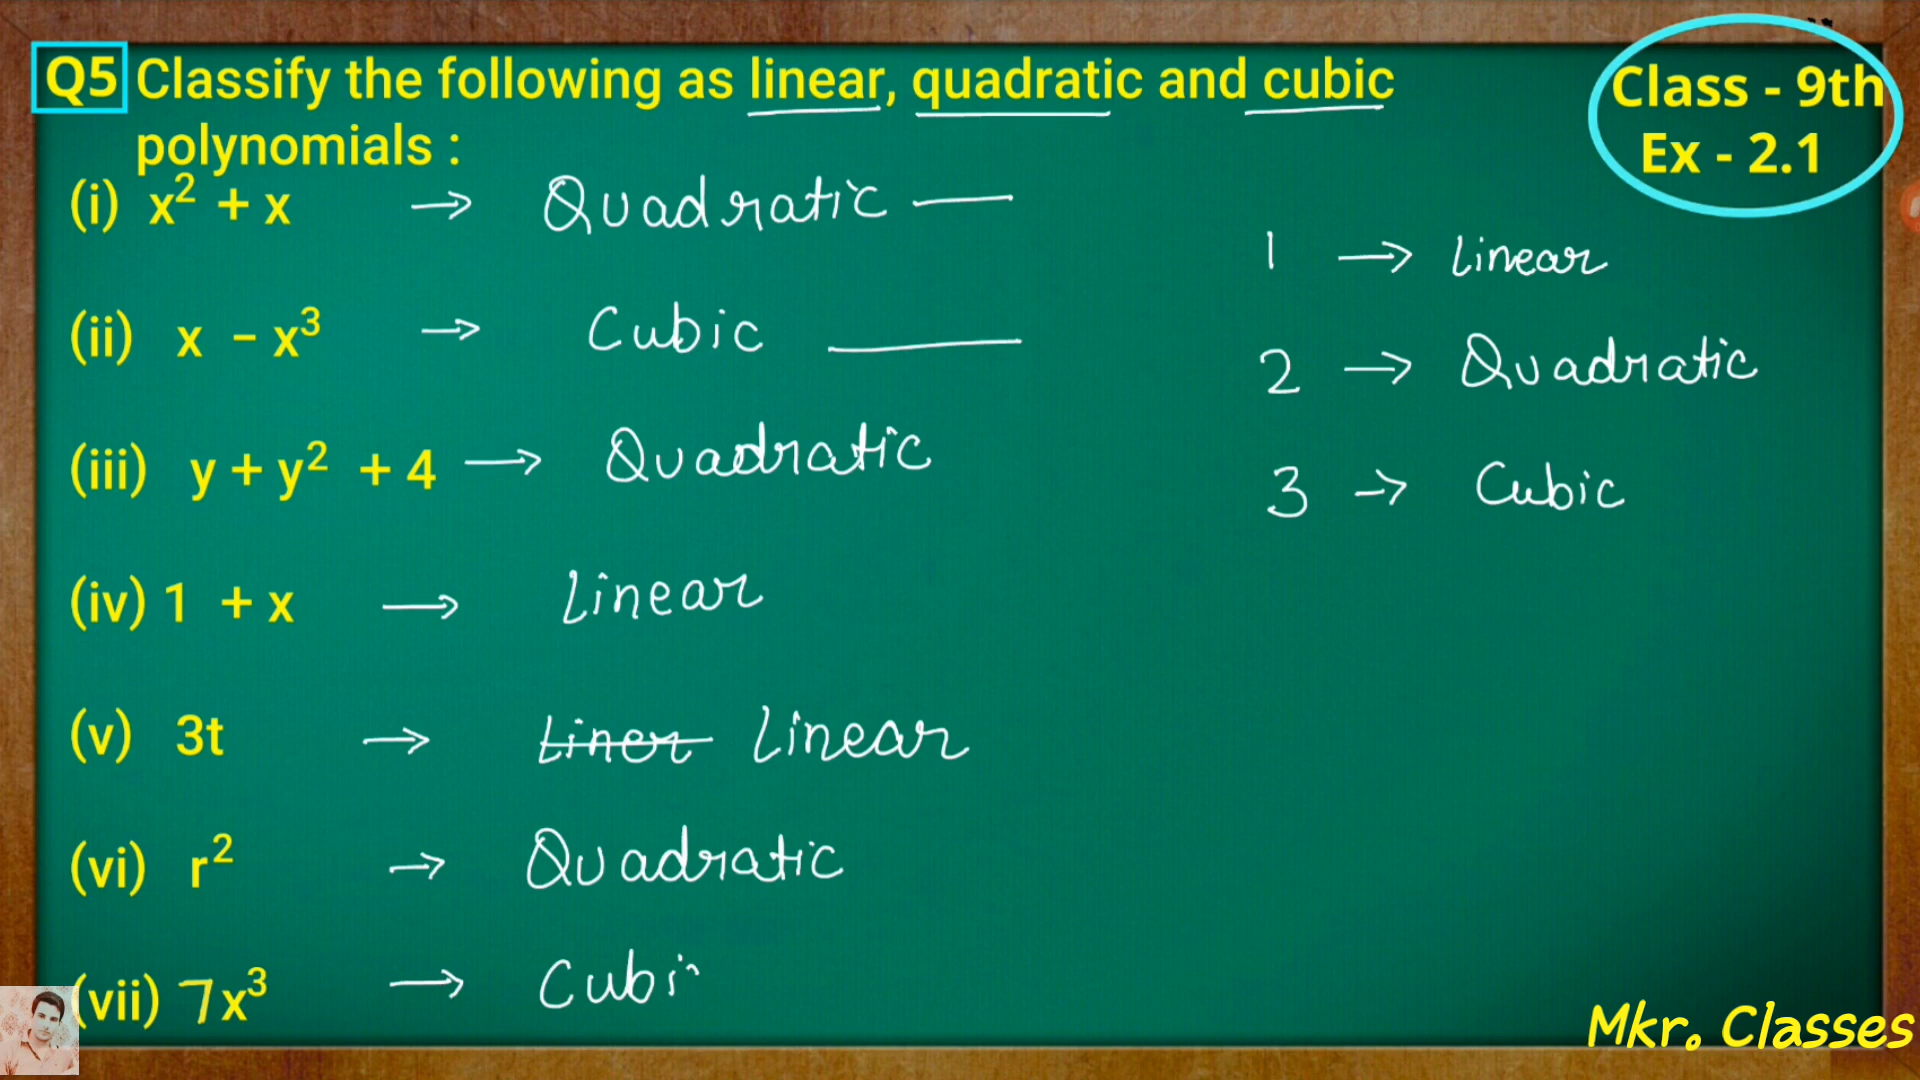 Q5 Classify the following as linear, quadratic and cubic
polynomials :
Class - 9th
Ex - 2.1
(i) x² + x → Quadratic
(ii) x - x³ → Cubic
(iii) y + y² + 4 → Quadratic
(iv) 1 + x → Linear
(v) 3t → Liner Linear
(vi) r² → Quadratic
(vii) 7x³ → Cubi
1 → Linear
2 → Quadratic
3 → Cubic
Mkr. Classes